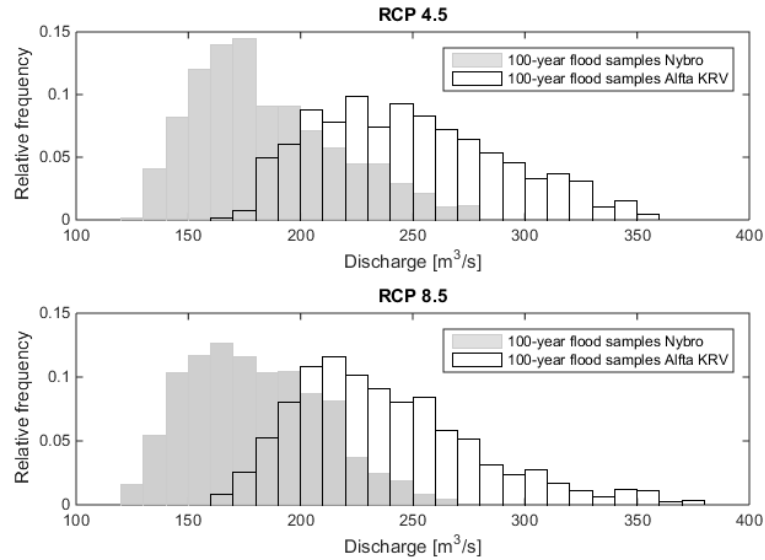 RCP 4.5
0.15
0.1
0.05
0
Relative frequency
100-year flood samples Nybro
100-year flood samples Alfta KRV
100 150 200 250 300 350 400
Discharge [m³/s]
RCP 8.5
0.15
0.1
0.05
0
Relative frequency
100-year flood samples Nybro
100-year flood samples Alfta KRV
100 150 200 250 300 350 400
Discharge [m³/s]